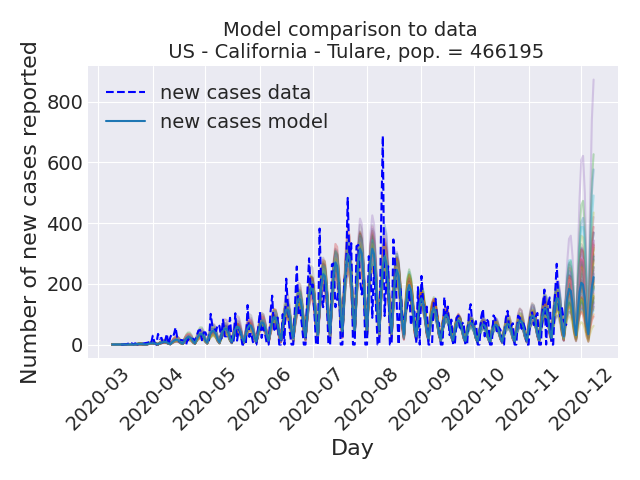 Model comparison to data
US - California - Tulare, pop. = 466195
Number of new cases reported
800
600
400
200
0
new cases data
new cases model
2020-03
2020-04
2020-05
2020-06
2020-07
2020-08
2020-09
2020-10
2020-11
2020-12
Day